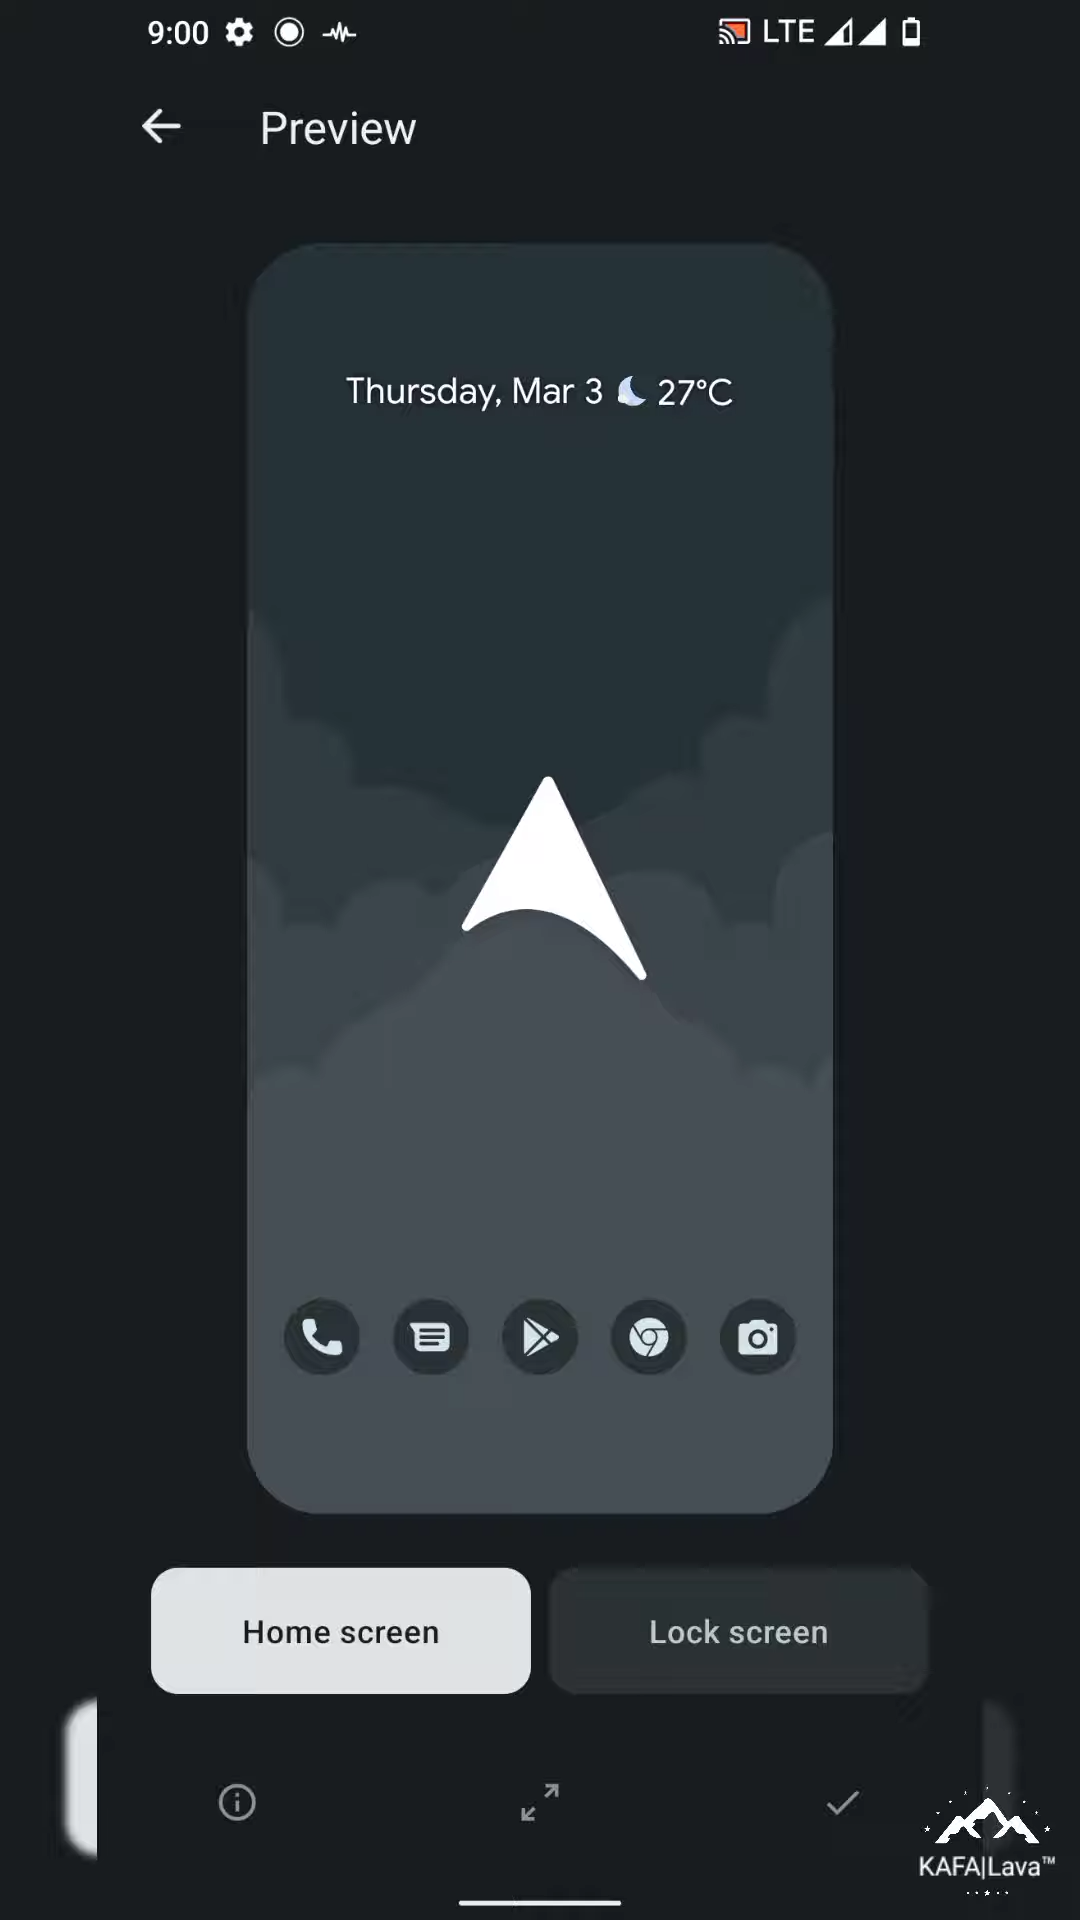 9:00 LTE
Preview
Thursday, Mar 3 27°C
Home screen
Lock screen
KAFA|Lava™